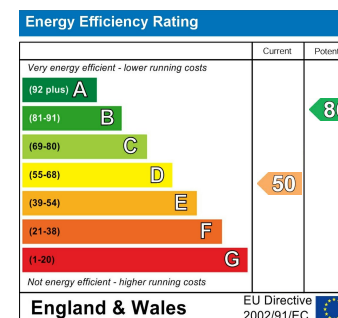 Energy Efficiency Rating
Current
Very energy efficient - lower running costs
(92 plus) A
(81-91) B
(69-80) C
(55-68) D
(39-54) E
(21-38) F
(1-20) G
50
Not energy efficient - higher running costs
England & Wales
EU Directive
2002/91/EC